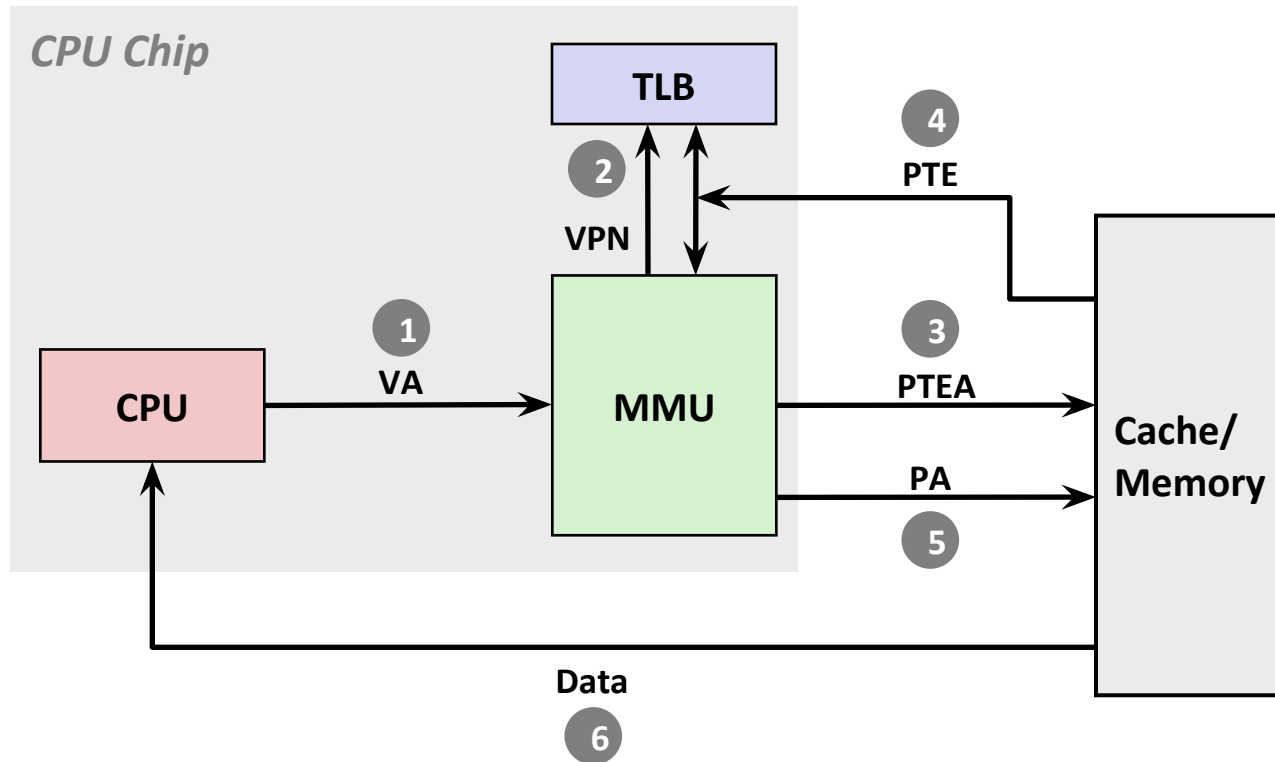 CPU Chip
TLB
4
PTE
2
VPN
1
VA
3
PTEA
CPU
MMU
Cache/
Memory
PA
5
Data
6